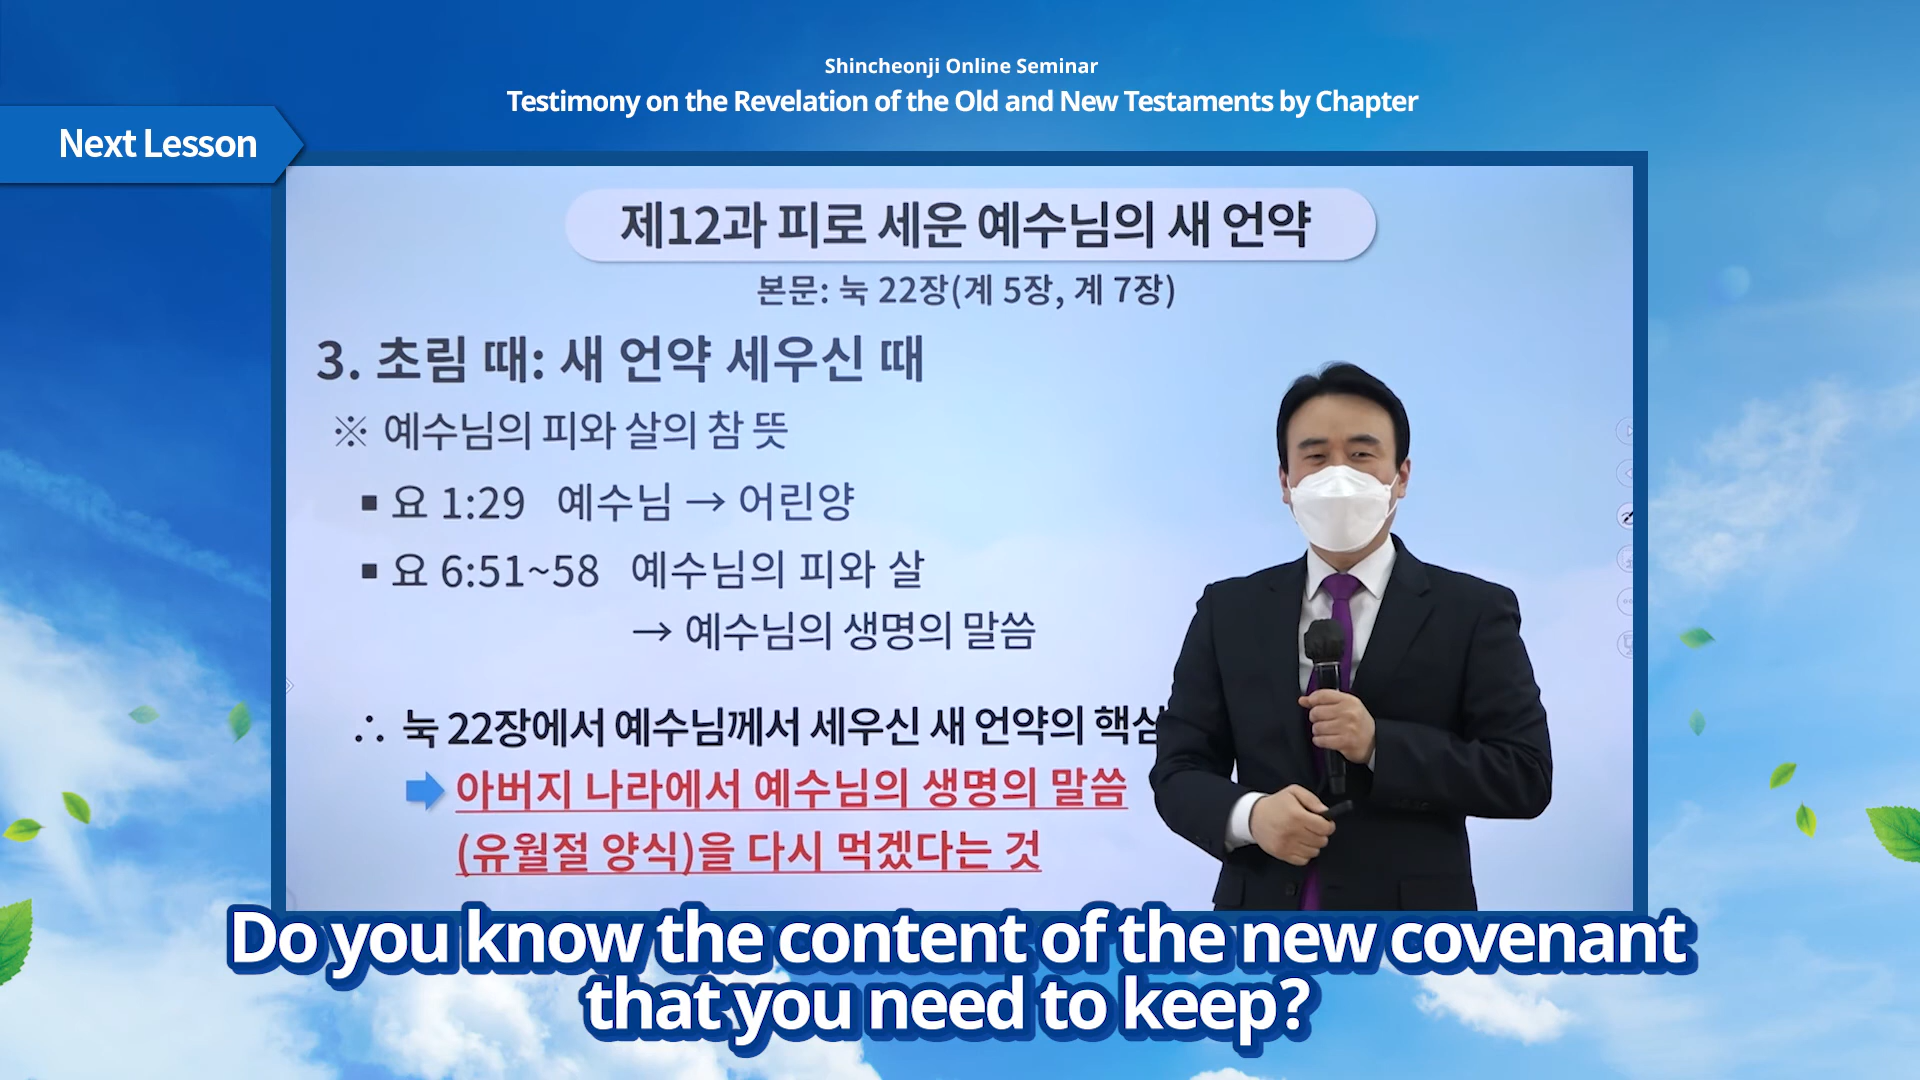 Shincheonji Online Seminar
Testimony on the Revelation of the Old and New Testaments by Chapter
Next Lesson
제12과 피로 세운 예수님의 새 언약
본문: 눅 22장(계 5장, 계 7장)
3. 초림 때: 새 언약 세우신 때
※ 예수님의 피와 살의 참 뜻
▪ 요 1:29 예수님 → 어린양
▪ 요 6:51~58 예수님의 피와 살
→ 예수님의 생명의 말씀
∴ 눅 22장에서 예수님께서 세우신 새 언약의 핵심
아버지 나라에서 예수님의 생명의 말씀
(유월절 양식)을 다시 먹겠다는 것
Do you know the content of the new covenant
that you need to keep?